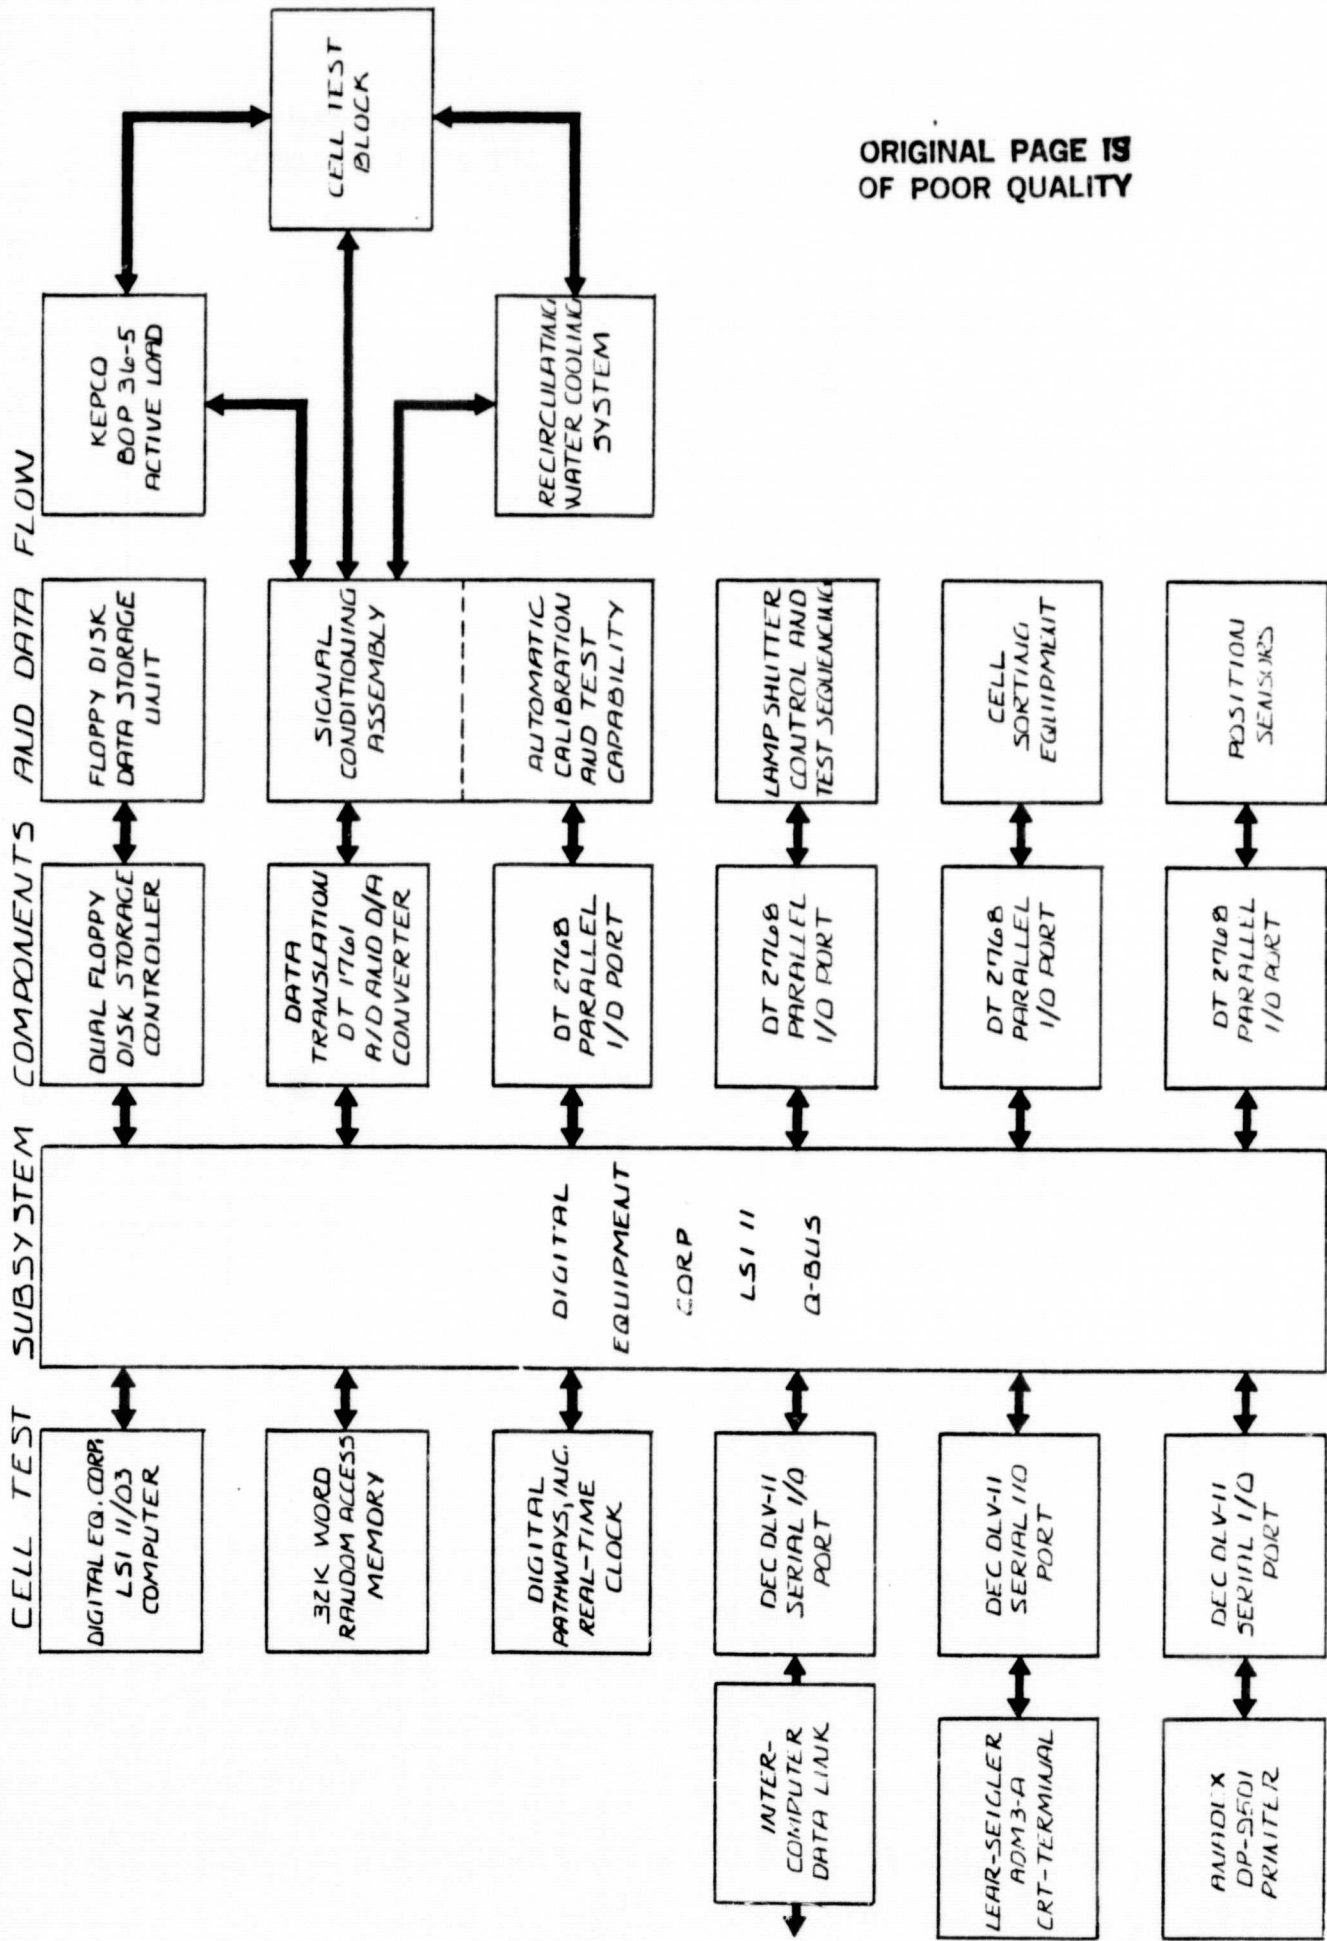 CELL TEST SUBSYSTEM COMPONENTS AND DATA FLOW
DIGITAL EQ. CORP.
LSI 11/03
COMPUTER
32K WORD
RANDOM ACCESS
MEMORY
DIGITAL
PATHWAYS, INC.
REAL-TIME
CLOCK
INTER-
COMPUTER
DATA LINK
DEC DLV-11
SERIAL I/O
PORT
LEAR-SEIGLER
ADM3-A
CRT-TERMINAL
DEC DLV-11
SERIAL I/O
PORT
ANADEX
DP-9501
PRINTER
DEC DLV-11
SERIAL I/O
PORT
DIGITAL
EQUIPMENT
CORP
LSI 11
Q-BUS
DUAL FLOPPY
DISK STORAGE
CONTROLLER
FLOPPY DISK
DATA STORAGE
UNIT
DATA
TRANSLATION
DT 1761
A/D AND D/A
CONVERTER
SIGNAL
CONDITIONING
ASSEMBLY
DT 2768
PARALLEL
I/O PORT
AUTOMATIC
CALIBRATION
AND TEST
CAPABILITY
DT 2768
PARALLEL
I/O PORT
LAMP SHUTTER
CONTROL AND
TEST SEQUENCING
DT 2768
PARALLEL
I/O PORT
CELL
SORTING
EQUIPMENT
DT 2768
PARALLEL
I/O PORT
POSITION
SENSORS
KEPCO
BOP 36-5
ACTIVE LOAD
RECIRCULATING
WATER COOLING
SYSTEM
CELL TEST
BLOCK
ORIGINAL PAGE IS
OF POOR QUALITY